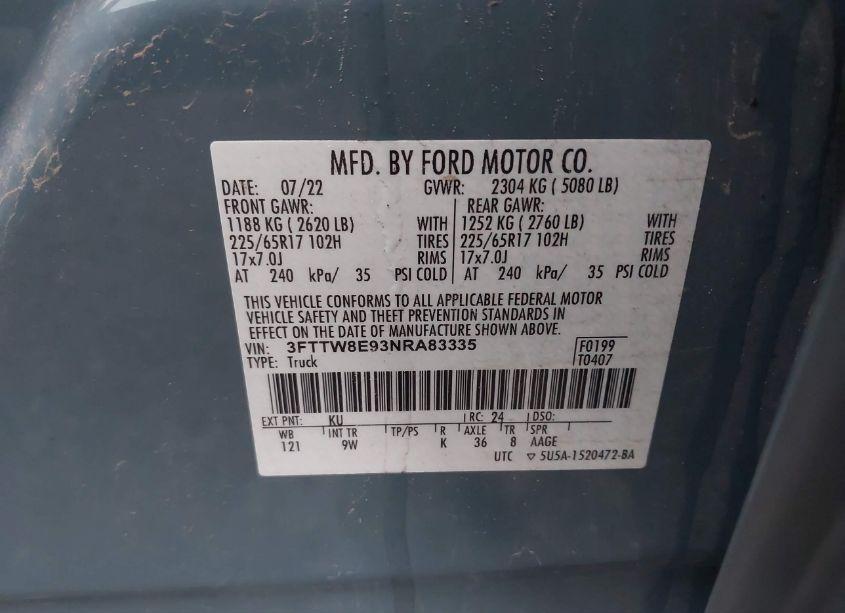 MFD. BY FORD MOTOR CO.
DATE: 07/22 GVWR: 2304 KG ( 5080 LB)
FRONT GAWR: REAR GAWR:
1188 KG ( 2620 LB) WITH 1252 KG ( 2760 LB) WITH
225/65R17 102H TIRES 225/65R17 102H TIRES
17x7.0J RIMS 17x7.0J RIMS
AT 240 kPa/ 35 PSI COLD AT 240 kPa/ 35 PSI COLD
THIS VEHICLE CONFORMS TO ALL APPLICABLE FEDERAL MOTOR
VEHICLE SAFETY AND THEFT PREVENTION STANDARDS IN
EFFECT ON THE DATE OF MANUFACTURE SHOWN ABOVE.
VIN: 3FTTW8E93NRA83335 F0199
TYPE: Truck T0407
EXT PNT: KU RC: 24 DSO:
WB INT TR TP/PS R AXLE TR SPR
121 9W K 36 8 AAGE
UTC ▽ 5U5A-1520472-BA